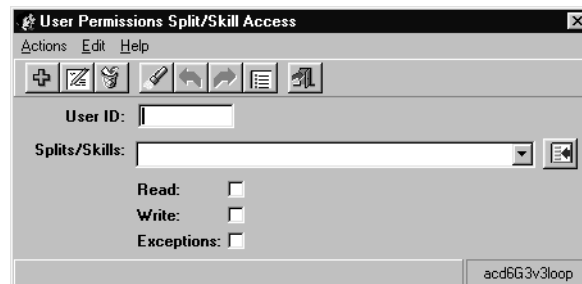 User Permissions Split/Skill Access
Actions Edit Help
User ID:
Splits/Skills:
Read:
Write:
Exceptions:
acd6G3v3loop